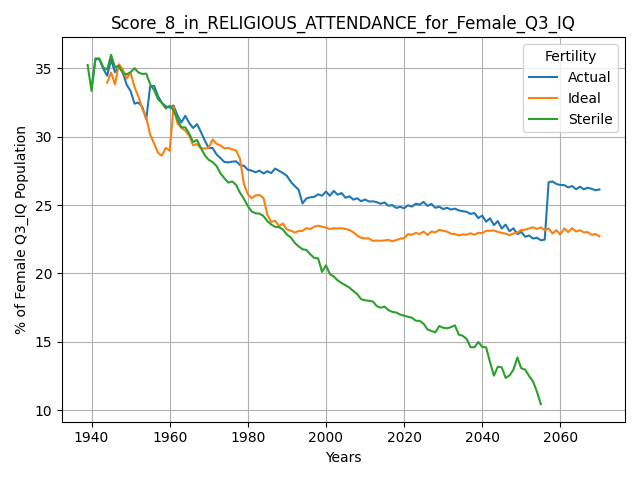 Score_8_in_RELIGIOUS_ATTENDANCE_for_Female_Q3_IQ
Fertility
Actual
Ideal
Sterile
% of Female Q3_IQ Population
35
30
25
20
15
10
1940
1960
1980
2000
2020
2040
2060
Years